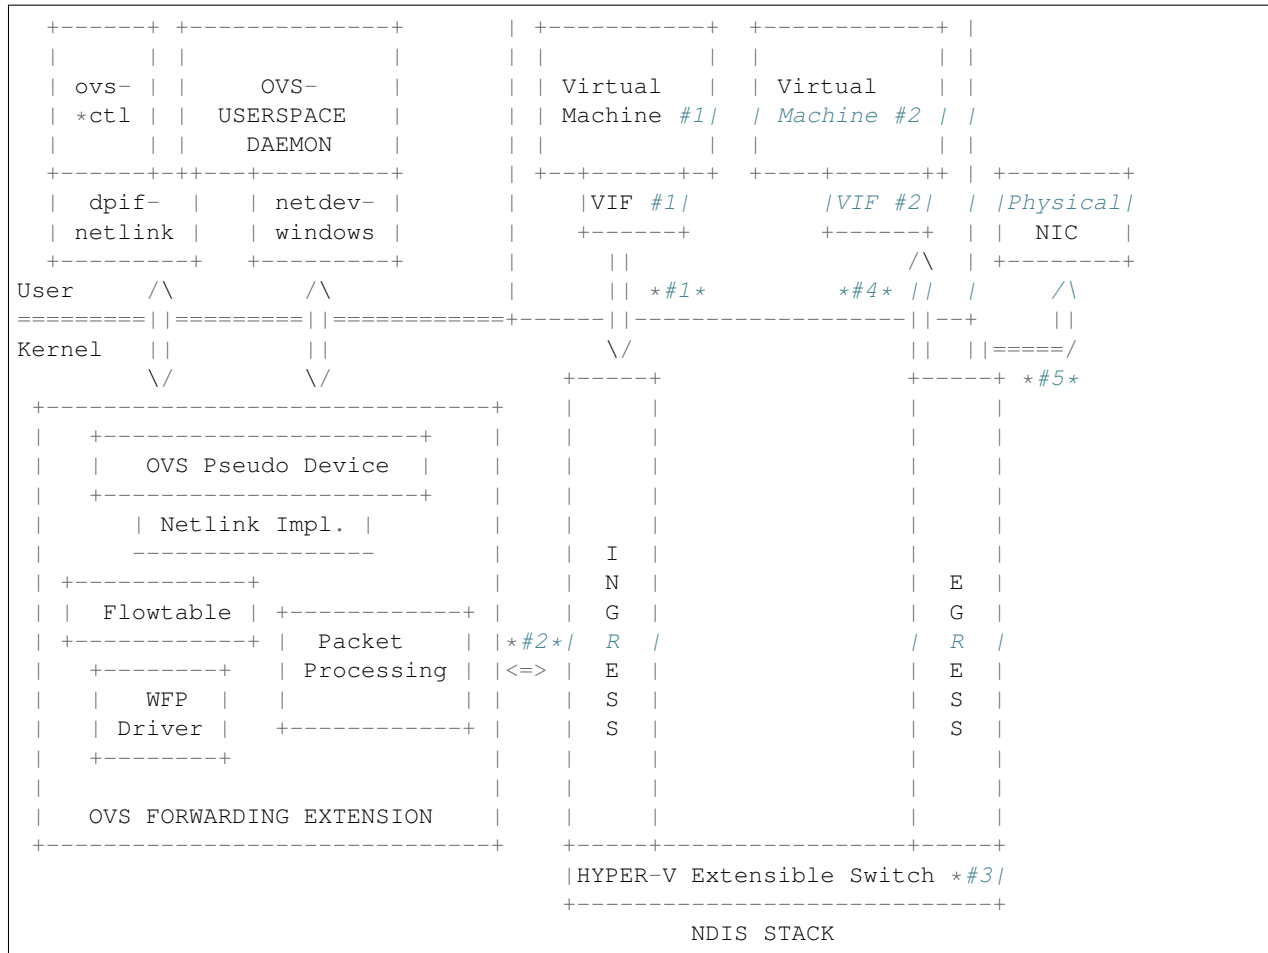 +------+ +--------------+ | +-----------+ +------------+ |
| | | | | | | | | |
| ovs- | | OVS- | | | Virtual | | Virtual | |
| *ctl | | USERSPACE | | | Machine #1| | Machine #2 | |
| | | DAEMON | | | | | | |
+------+-++---+---------+ | +--+------+-+ +----+------++ | +--------+
| dpif- | | netdev- | | |VIF #1| |VIF #2| | |Physical|
| netlink | | windows | | +------+ +------+ | | NIC |
+---------+ +---------+ | || /\ | +--------+
User /\ /\ | || *#1* *#4* || | /\
=========||=========||============+------||-------------------||--+ ||
Kernel || || \/ || ||=====/
\/ \/ +-----+ +-----+ *#5*
+-------------------------------+ | | | |
| +----------------------+ | | | | |
| | OVS Pseudo Device | | | | | |
| +----------------------+ | | | | |
| | Netlink Impl. | | | | | |
| ----------------- | | I | | |
| +------------+ | | N | | E |
| | Flowtable | +------------+ | | G | | G |
| +------------+ | Packet | |*#2*| R | | R |
| +--------+ | Processing | |<=> | E | | E |
| | WFP | | | | | S | | S |
| | Driver | +------------+ | | S | | S |
| +--------+ | | | | |
| | | | | |
| OVS FORWARDING EXTENSION | | | | |
+-------------------------------+ +-----+-----------------+-----+
|HYPER-V Extensible Switch *#3|
+-----------------------------+
NDIS STACK